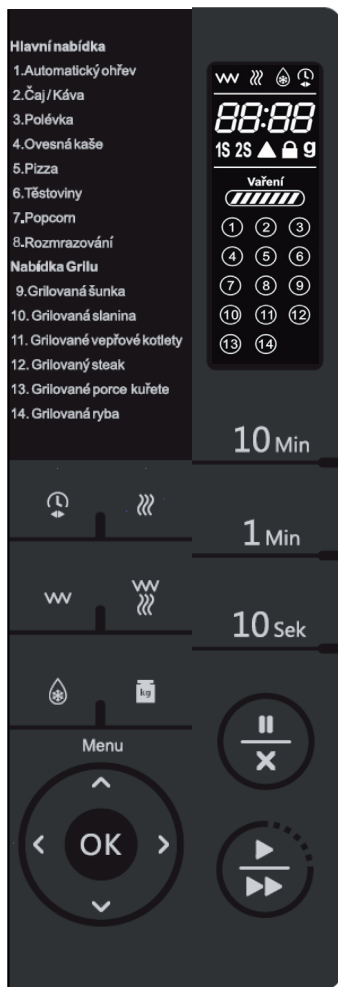 Hlavní nabídka
1.Automatický ohřev
2.Čaj/Káva
3.Polévka
4.Ovesná kaše
5.Pizza
6.Těstoviny
7.Popcorn
8.Rozmrazování
Nabídka Grilu
9.Grilovaná šunka
10. Grilovaná slanina
11. Grilované vepřové kotlety
12. Grilovaný steak
13. Grilované porce kuřete
14. Grilovaná ryba
88:88
1S 2S g
Vaření
1 2 3
4 5 6
7 8 9
10 11 12
13 14
10 Min
1 Min
10 Sek
kg
Menu
OK